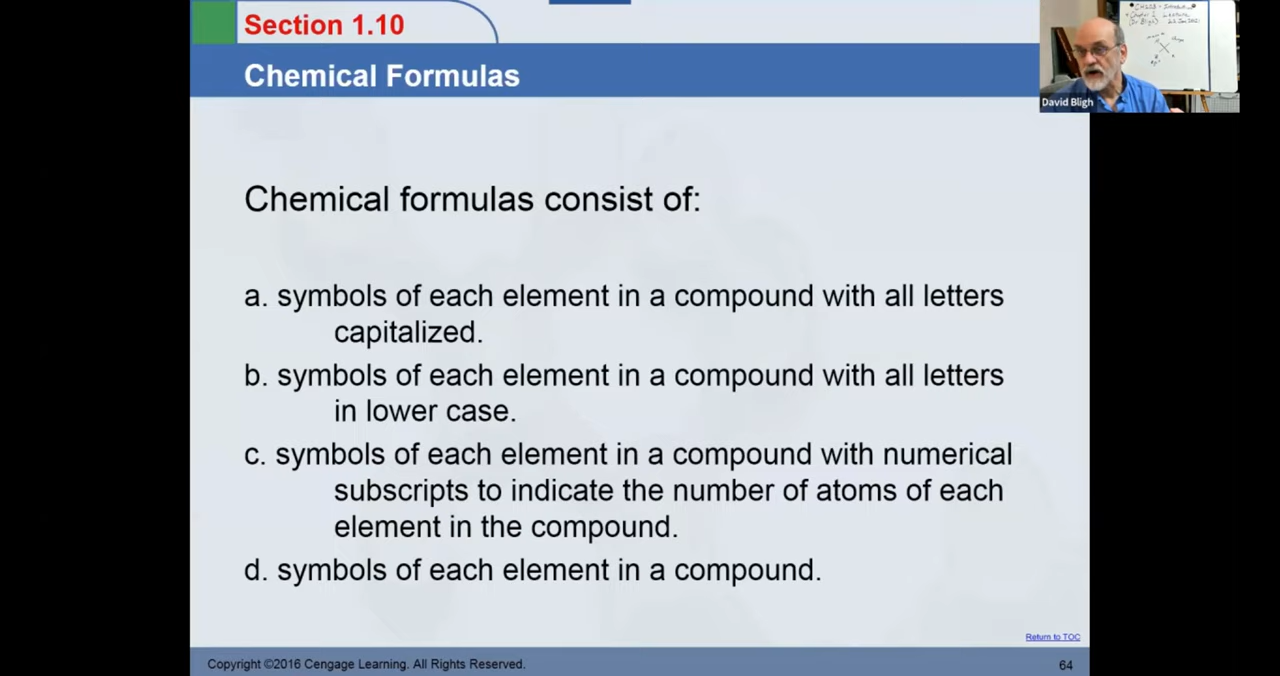 Section 1.10
Chemical Formulas
David Bligh
Chemical formulas consist of:
a. symbols of each element in a compound with all letters
capitalized.
b. symbols of each element in a compound with all letters
in lower case.
c. symbols of each element in a compound with numerical
subscripts to indicate the number of atoms of each
element in the compound.
d. symbols of each element in a compound.
Return to TOC
Copyright ©2016 Cengage Learning. All Rights Reserved.
64